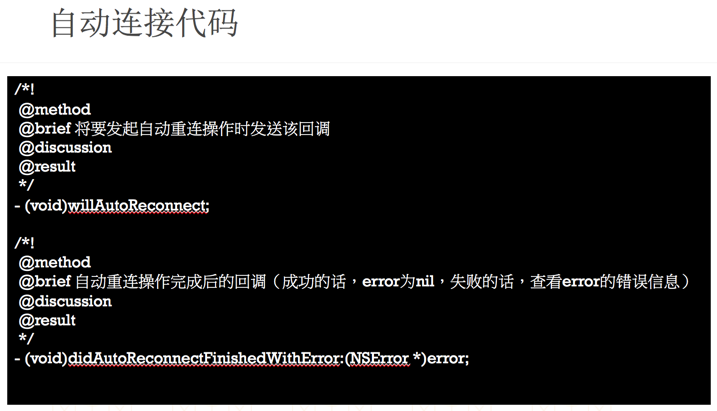 自动连接代码
/*!
@method
@brief 将要发起自动重连操作时发送该回调
@discussion
@result
*/
- (void)willAutoReconnect;
/*!
@method
@brief 自动重连操作完成后的回调（成功的话，error为nil，失败的话，查看error的错误信息）
@discussion
@result
*/
- (void)didAutoReconnectFinishedWithError:(NSError *)error;